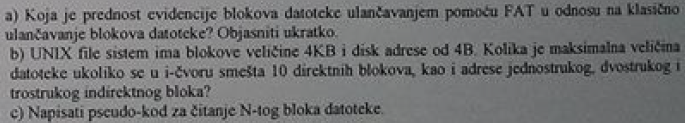 a) Koja je prednost evidencije blokova datoteke ulančavanjem pomoću FAT u odnosu na klasično
ulančavanje blokova datoteke? Objasniti ukratko.
b) UNIX file sistem ima blokove veličine 4KB i disk adrese od 4B. Kolika je maksimalna veličina
datoteke ukoliko se u i-čvoru smešta 10 direktnih blokova, kao i adrese jednostrukog, dvostrukog i
trostrukog indirektnog bloka?
c) Napisati pseudo-kod za čitanje N-tog bloka datoteke.